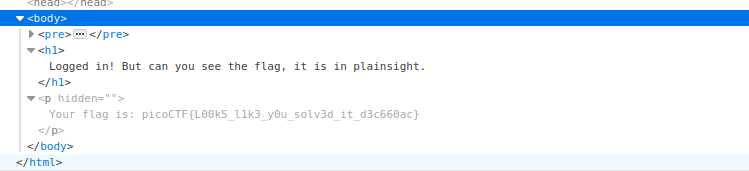 <head></head>
<body>
<pre> ⋯ </pre>
<h1>
Logged in! But can you see the flag, it is in plainsight.
</h1>
<p hidden="">
Your flag is: picoCTF{L00k5_l1k3_y0u_solv3d_it_d3c660ac}
</p>
</body>
</html>